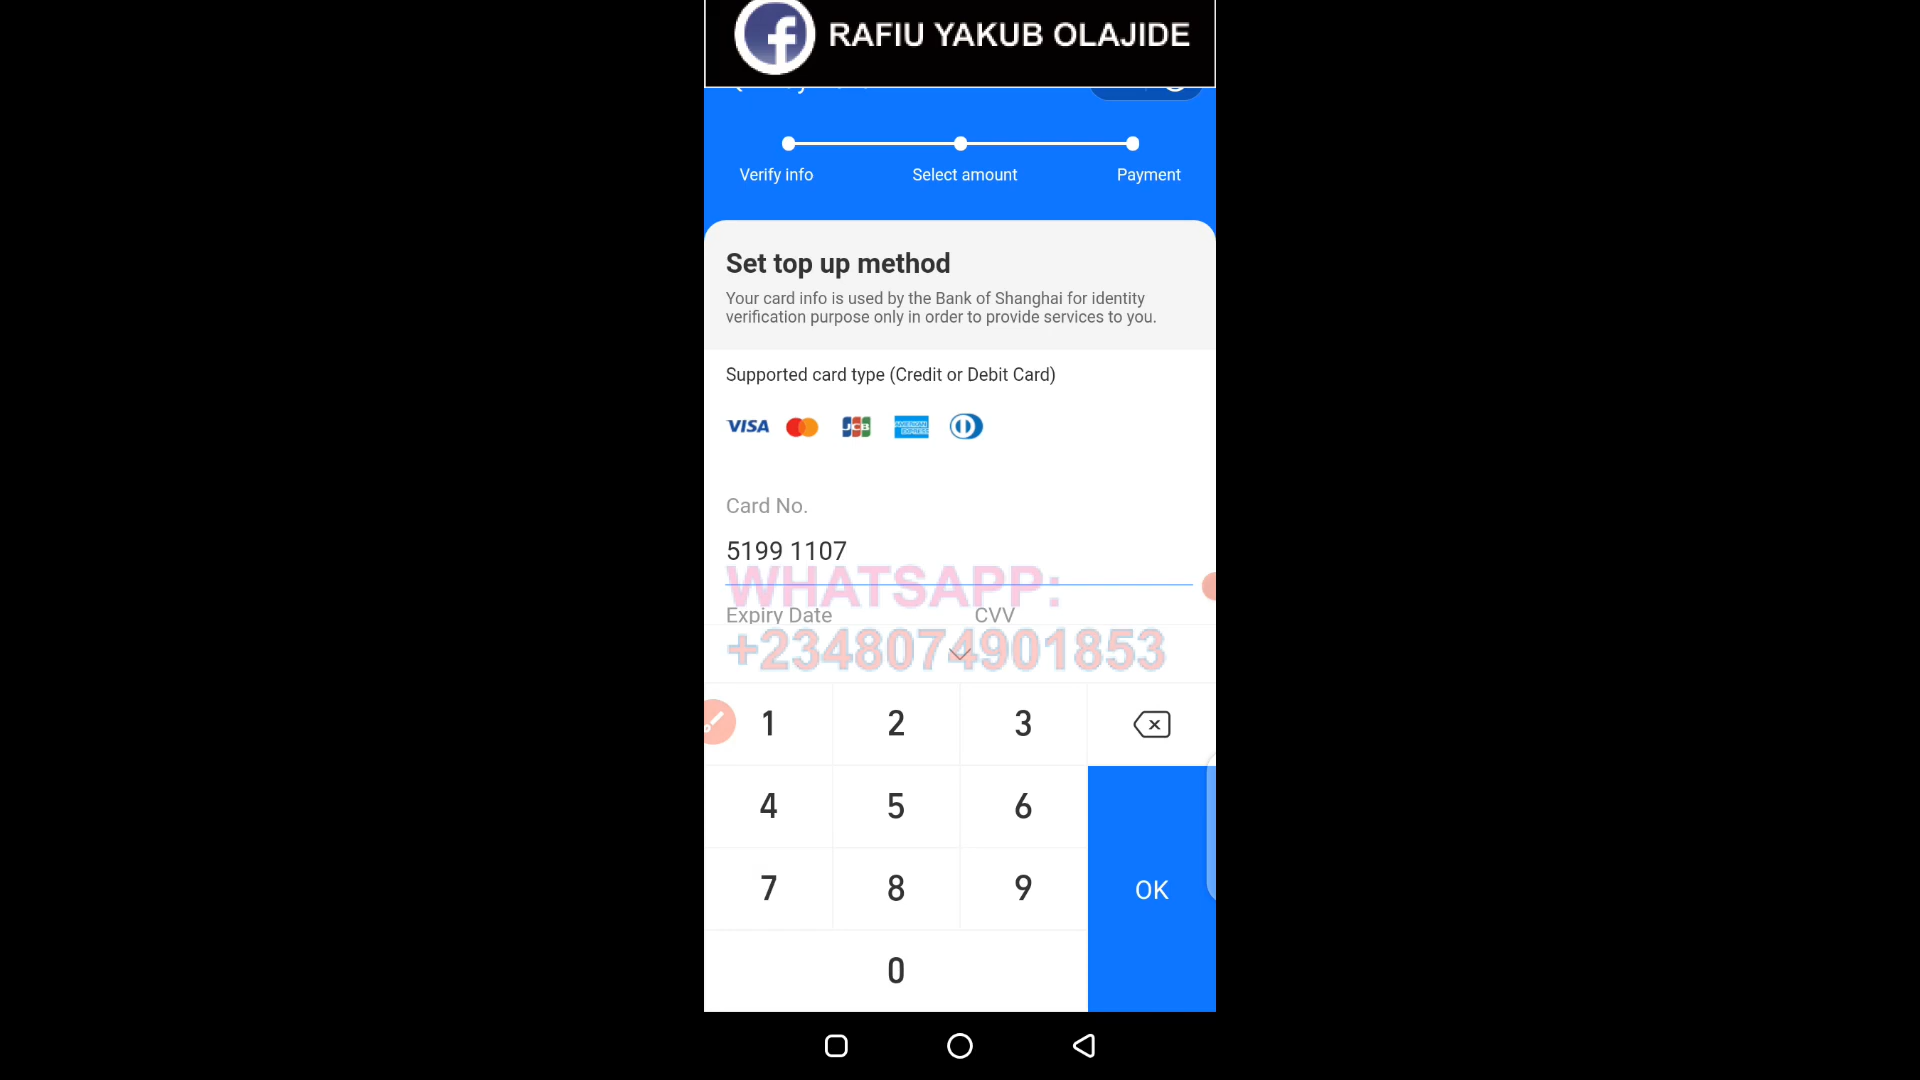 RAFIU YAKUB OLAJIDE
Verify info
Select amount
Payment
Set top up method
Your card info is used by the Bank of Shanghai for identity
verification purpose only in order to provide services to you.
Supported card type (Credit or Debit Card)
VISA
JCB
AMERICAN EXPRESS
Card No.
5199 1107
WHATSAPP:
Expiry Date CVV
+2348074901853
1 2 3
4 5 6
7 8 9
OK
0